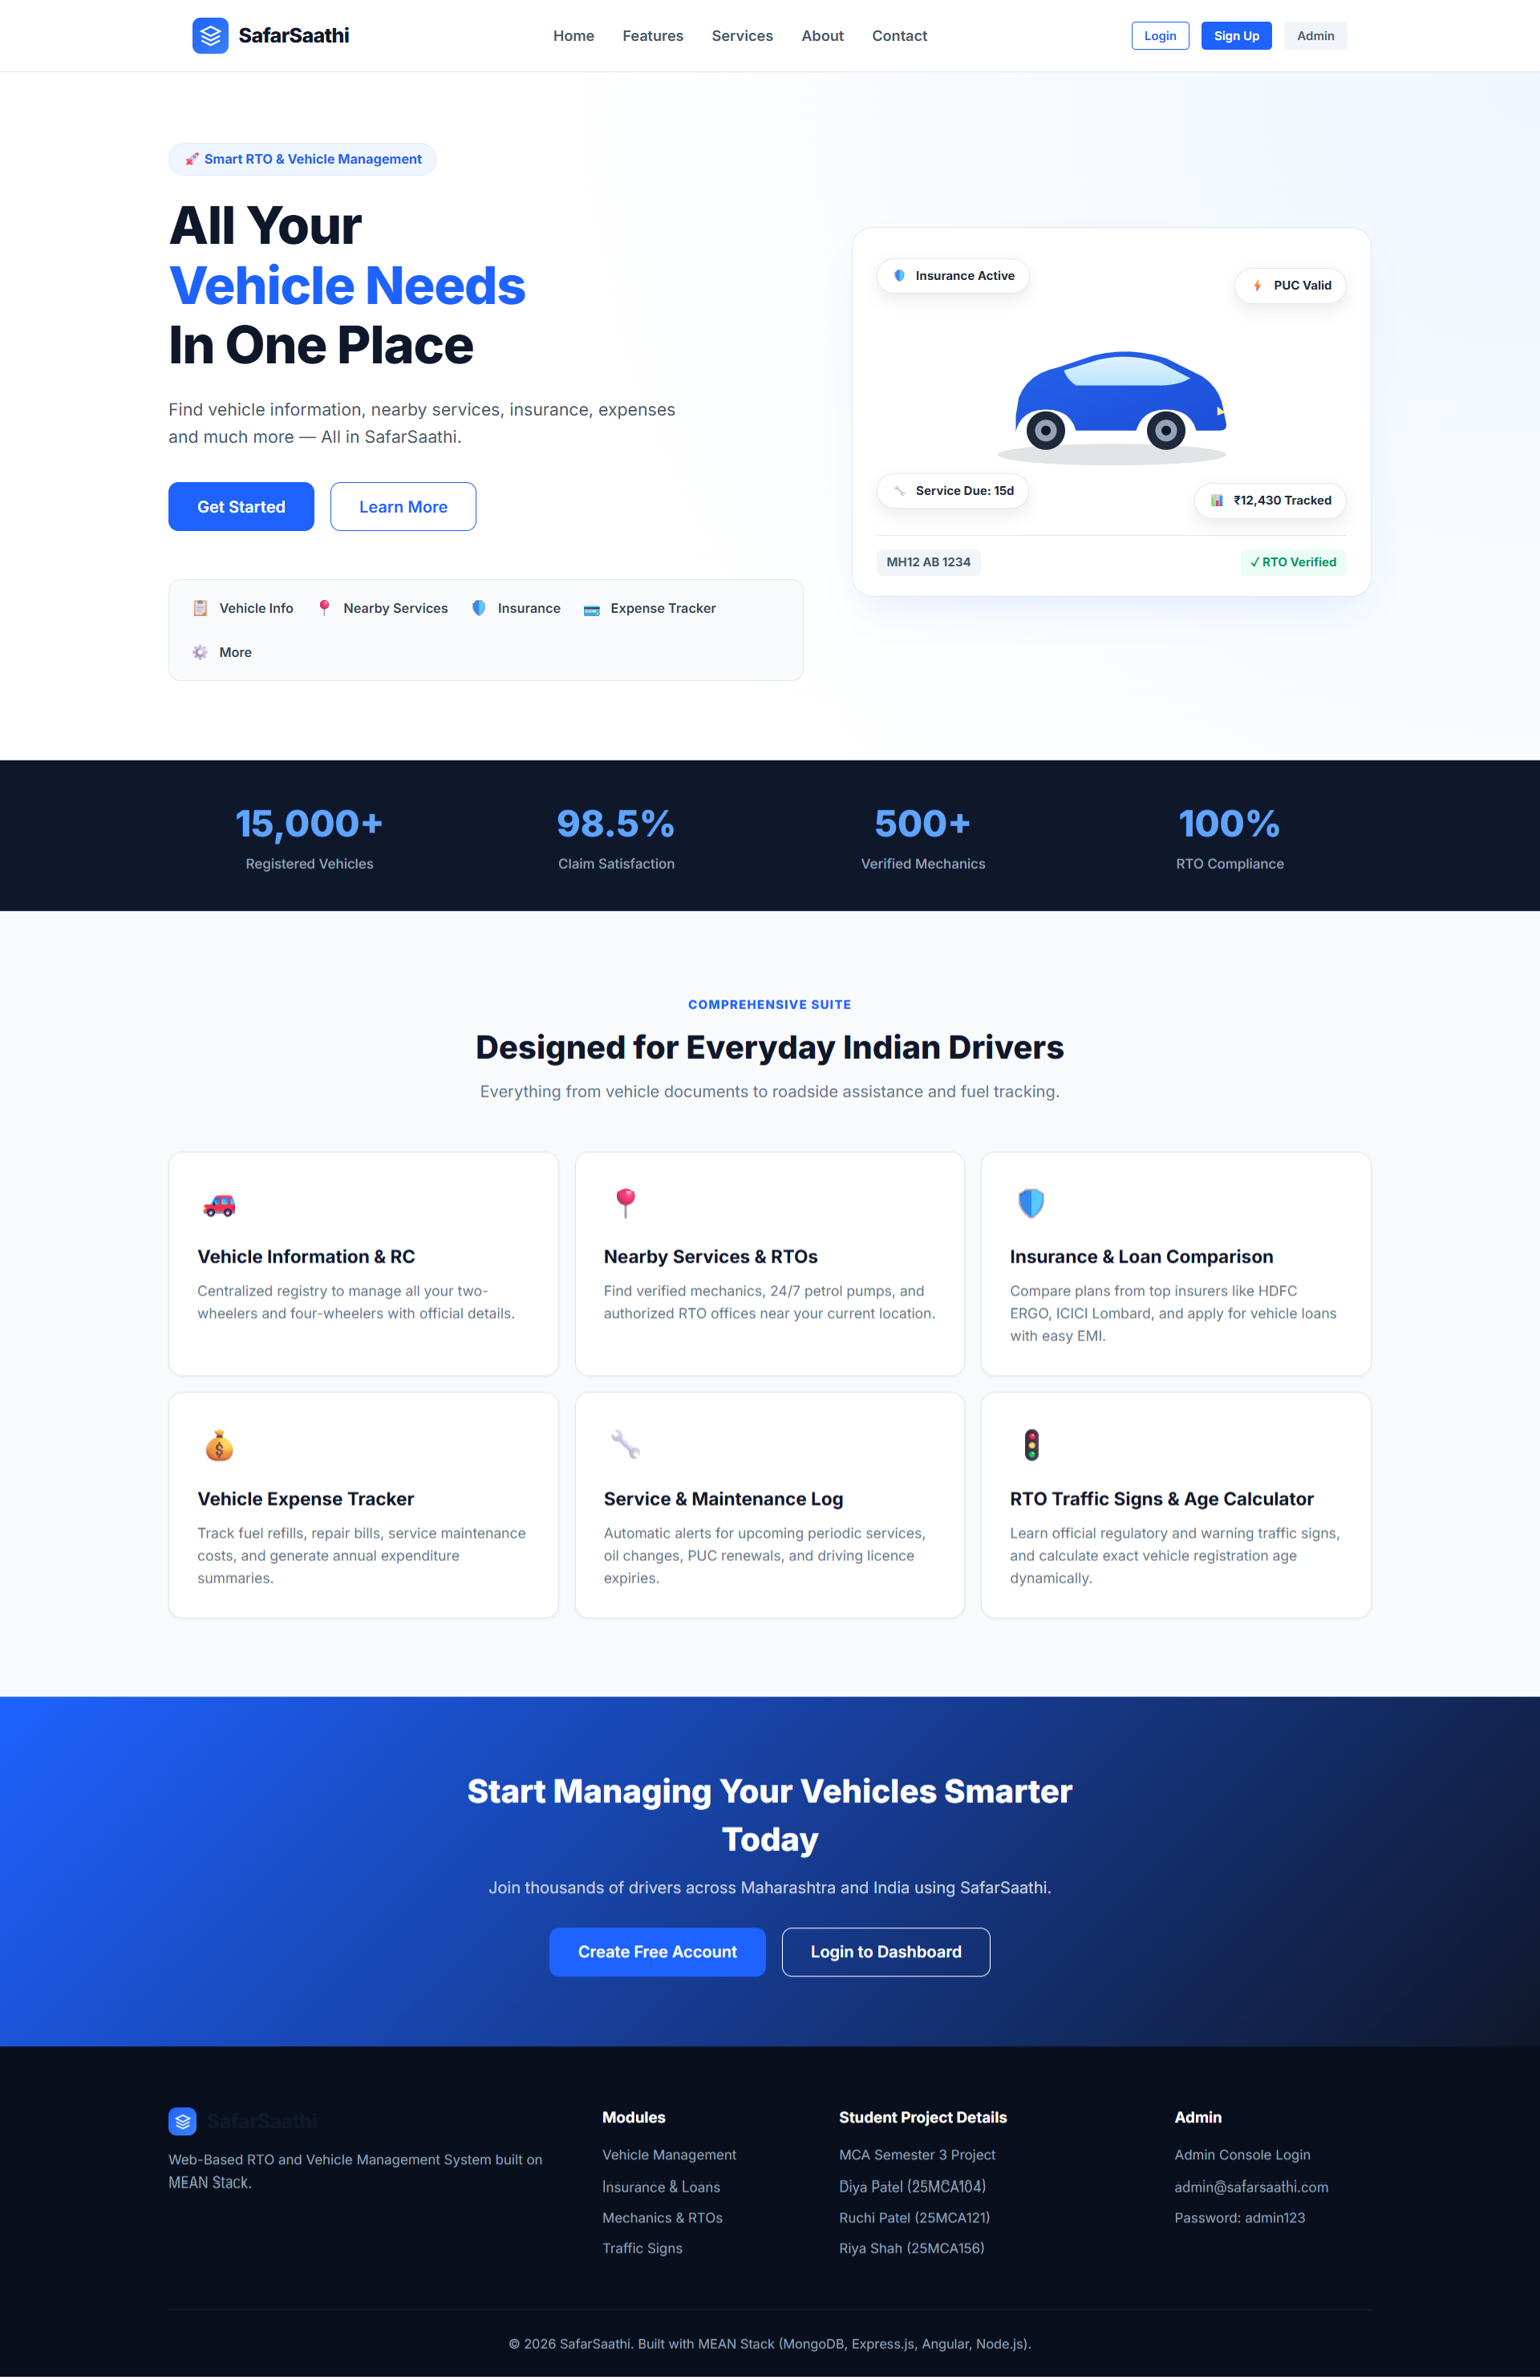 SafarSaathi
Home Features Services About Contact
Login Sign Up Admin
Smart RTO & Vehicle Management
All Your
Vehicle Needs
In One Place
Find vehicle information, nearby services, insurance, expenses
and much more — All in SafarSaathi.
Get Started Learn More
Vehicle Info Nearby Services Insurance Expense Tracker
More
Insurance Active
PUC Valid
Service Due: 15d
₹12,430 Tracked
MH12 AB 1234
✓ RTO Verified
15,000+ 98.5% 500+ 100%
Registered Vehicles Claim Satisfaction Verified Mechanics RTO Compliance
COMPREHENSIVE SUITE
Designed for Everyday Indian Drivers
Everything from vehicle documents to roadside assistance and fuel tracking.
Vehicle Information & RC
Centralized registry to manage all your two-
wheelers and four-wheelers with official details.
Nearby Services & RTOs
Find verified mechanics, 24/7 petrol pumps, and
authorized RTO offices near your current location.
Insurance & Loan Comparison
Compare plans from top insurers like HDFC
ERGO, ICICI Lombard, and apply for vehicle loans
with easy EMI.
Vehicle Expense Tracker
Track fuel refills, repair bills, service maintenance
costs, and generate annual expenditure
summaries.
Service & Maintenance Log
Automatic alerts for upcoming periodic services,
oil changes, PUC renewals, and driving licence
expiries.
RTO Traffic Signs & Age Calculator
Learn official regulatory and warning traffic signs,
and calculate exact vehicle registration age
dynamically.
Start Managing Your Vehicles Smarter
Today
Join thousands of drivers across Maharashtra and India using SafarSaathi.
Create Free Account Login to Dashboard
SafarSaathi
Web-Based RTO and Vehicle Management System built on
MEAN Stack.
Modules
Vehicle Management
Insurance & Loans
Mechanics & RTOs
Traffic Signs
Student Project Details
MCA Semester 3 Project
Diya Patel (25MCA104)
Ruchi Patel (25MCA121)
Riya Shah (25MCA156)
Admin
Admin Console Login
admin@safarsaathi.com
Password: admin123
© 2026 SafarSaathi. Built with MEAN Stack (MongoDB, Express.js, Angular, Node.js).